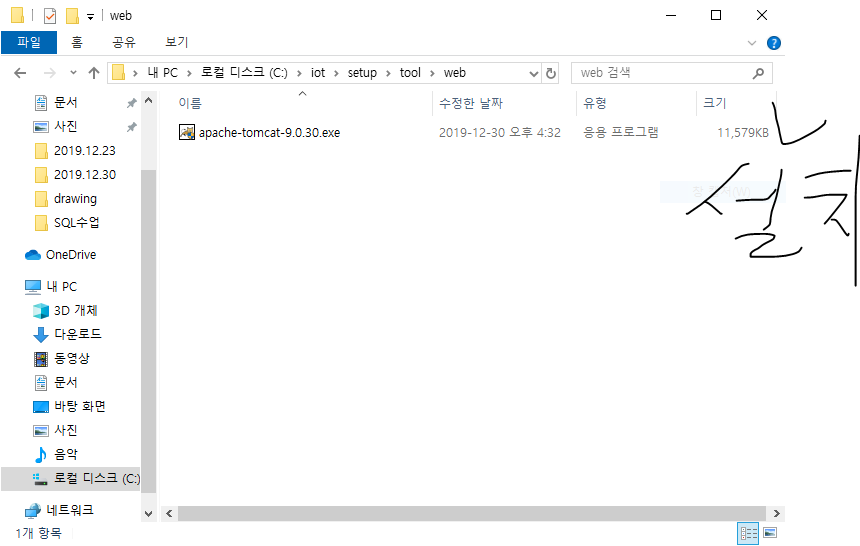 web
파일 홈 공유 보기
내 PC 로컬 디스크 (C:) iot setup tool web
web 검색
이름 수정한 날짜 유형 크기
apache-tomcat-9.0.30.exe 2019-12-30 오후 4:32 응용 프로그램 11,579KB
설치
문서
사진
2019.12.23
2019.12.30
drawing
SQL수업
OneDrive
내 PC
3D 개체
다운로드
동영상
문서
바탕 화면
사진
음악
로컬 디스크 (C:)
네트워크
1개 항목